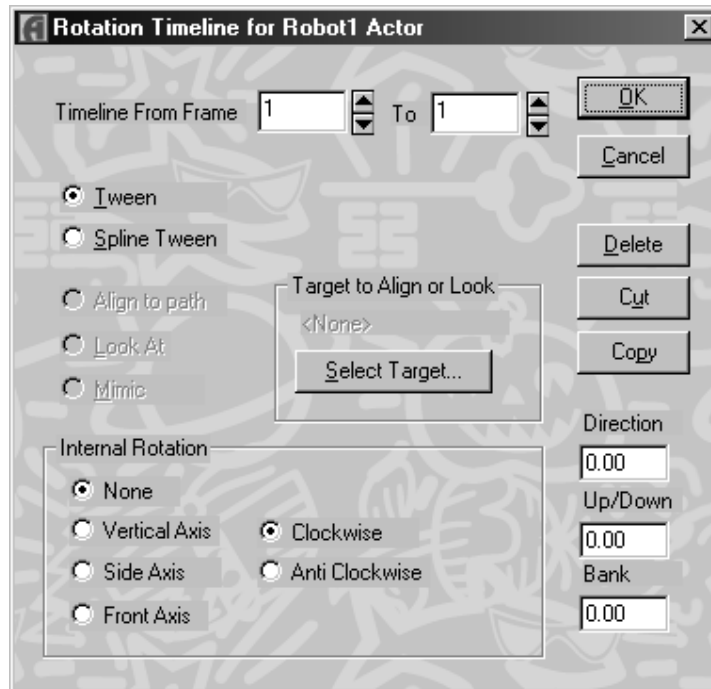 Rotation Timeline for Robot1 Actor
Timeline From Frame 1 To 1
OK
Cancel
Tween
Spline Tween
Delete
Align to path
Look At
Mimic
Target to Align or Look
<None>
Select Target...
Cut
Copy
Internal Rotation
None
Vertical Axis
Side Axis
Front Axis
Clockwise
Anti Clockwise
Direction
0.00
Up/Down
0.00
Bank
0.00